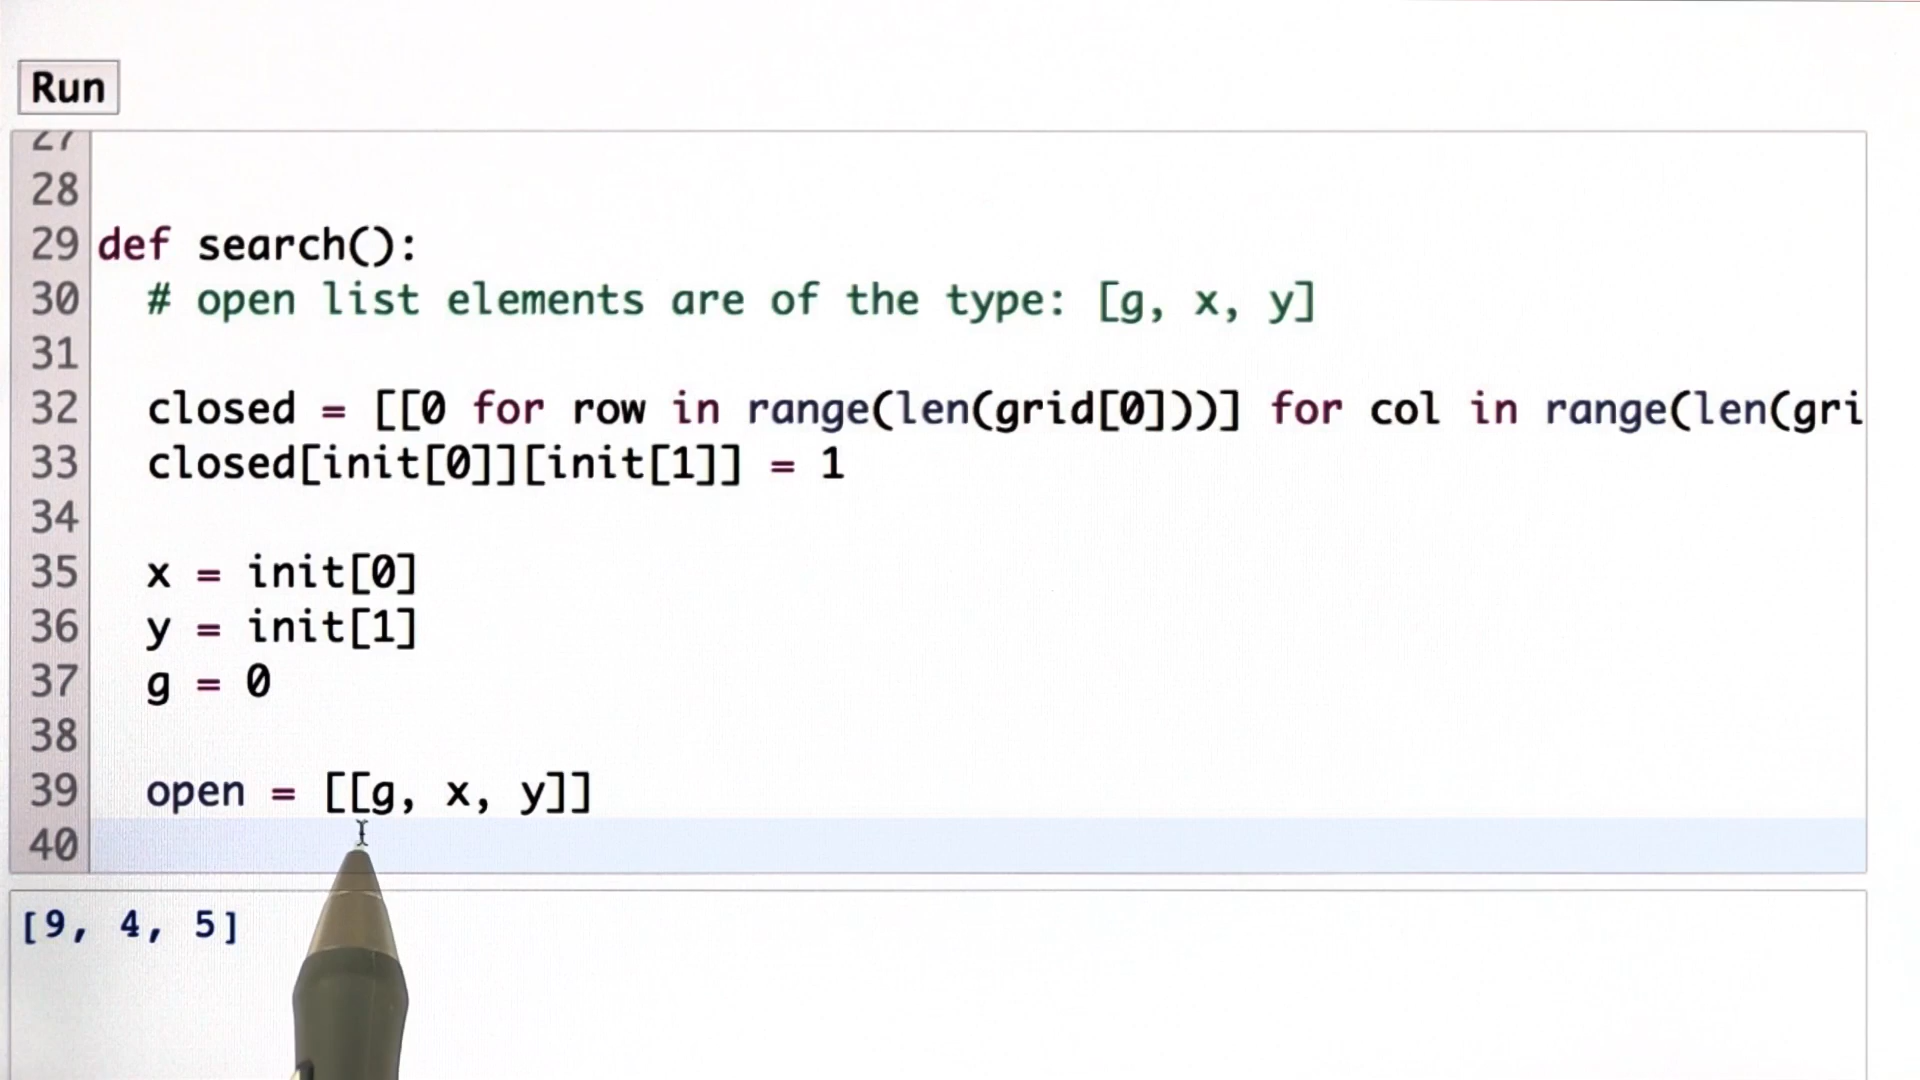 Run
27
28
29 def search():
30 # open list elements are of the type: [g, x, y]
31
32 closed = [[0 for row in range(len(grid[0]))] for col in range(len(gri
33 closed[init[0]][init[1]] = 1
34
35 x = init[0]
36 y = init[1]
37 g = 0
38
39 open = [[g, x, y]]
40
[9, 4, 5]